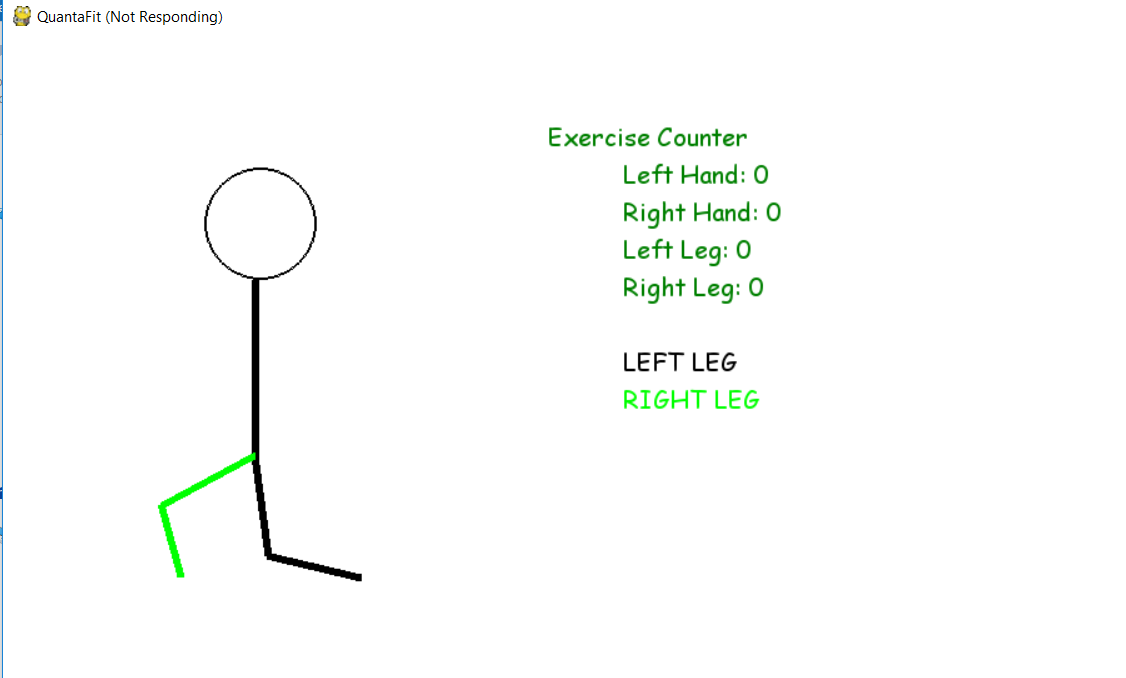 QuantaFit (Not Responding)
Exercise Counter
Left Hand: 0
Right Hand: 0
Left Leg: 0
Right Leg: 0
LEFT LEG
RIGHT LEG